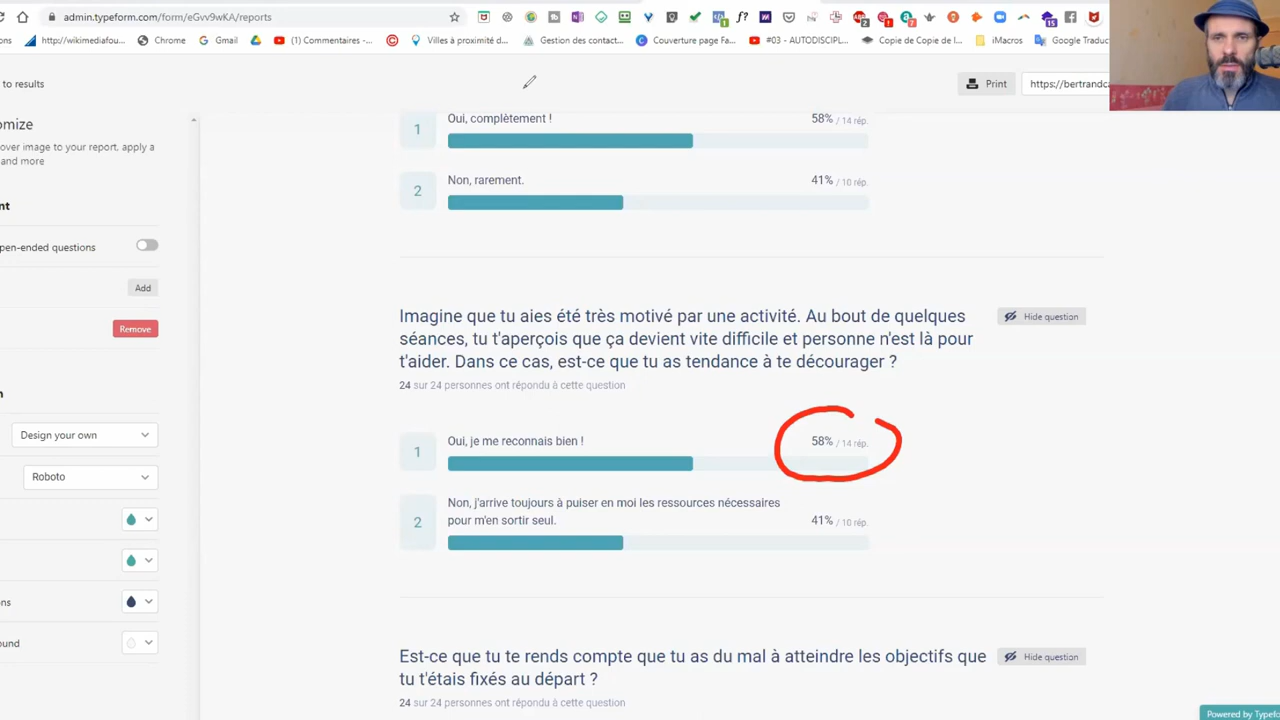 admin.typeform.com/form/eGvv9wKA/reports
ons
http://wikimediafou...
Chrome
Gmail
(1) Commentaires -...
Villes à proximité d...
Gestion des contact...
Couverture page Fa...
#03 - AUTODISCIPL...
Copie de Copie de l...
iMacros
Google Traduc
to results
Print
https://bertrandca
omize
over image to your report, apply a
and more
nt
pen-ended questions
Add
Remove
n
Design your own
Roboto
ons
ound
1
Oui, complètement !
58% / 14 rép.
2
Non, rarement.
41% / 10 rép.
Imagine que tu aies été très motivé par une activité. Au bout de quelques
séances, tu t'aperçois que ça devient vite difficile et personne n'est là pour
t'aider. Dans ce cas, est-ce que tu as tendance à te décourager ?
Hide question
24 sur 24 personnes ont répondu à cette question
1
Oui, je me reconnais bien !
58% / 14 rép.
2
Non, j'arrive toujours à puiser en moi les ressources nécessaires
pour m'en sortir seul.
41% / 10 rép.
Est-ce que tu te rends compte que tu as du mal à atteindre les objectifs que
tu t'étais fixés au départ ?
Hide question
24 sur 24 personnes ont répondu à cette question
Powered by Typefo